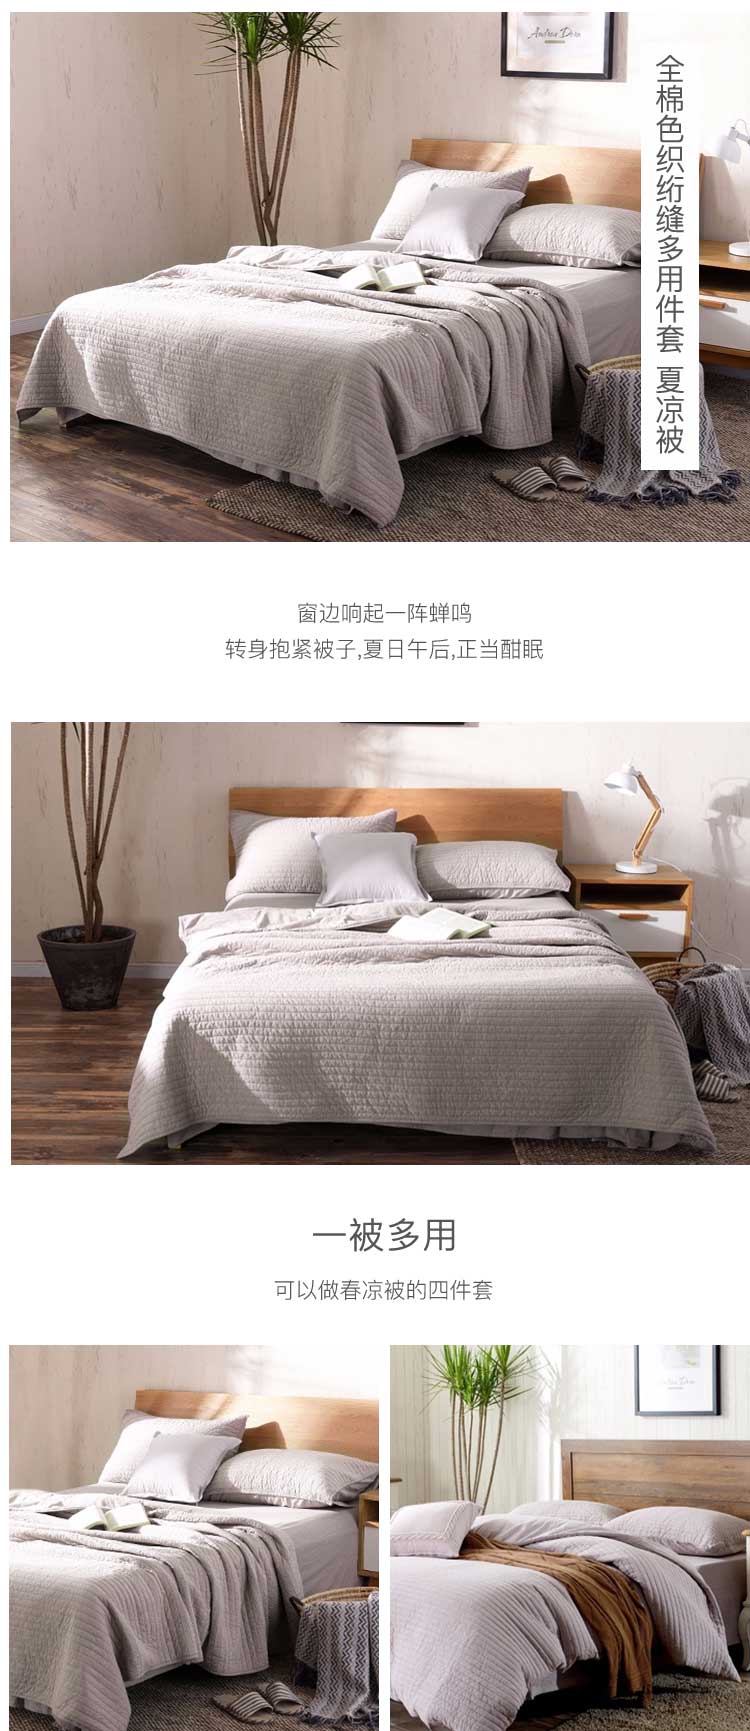 Andrea Dora
全棉色织绗缝多用件套 夏凉被
窗边响起一阵蝉鸣
转身抱紧被子,夏日午后,正当酣眠
一被多用
可以做春凉被的四件套